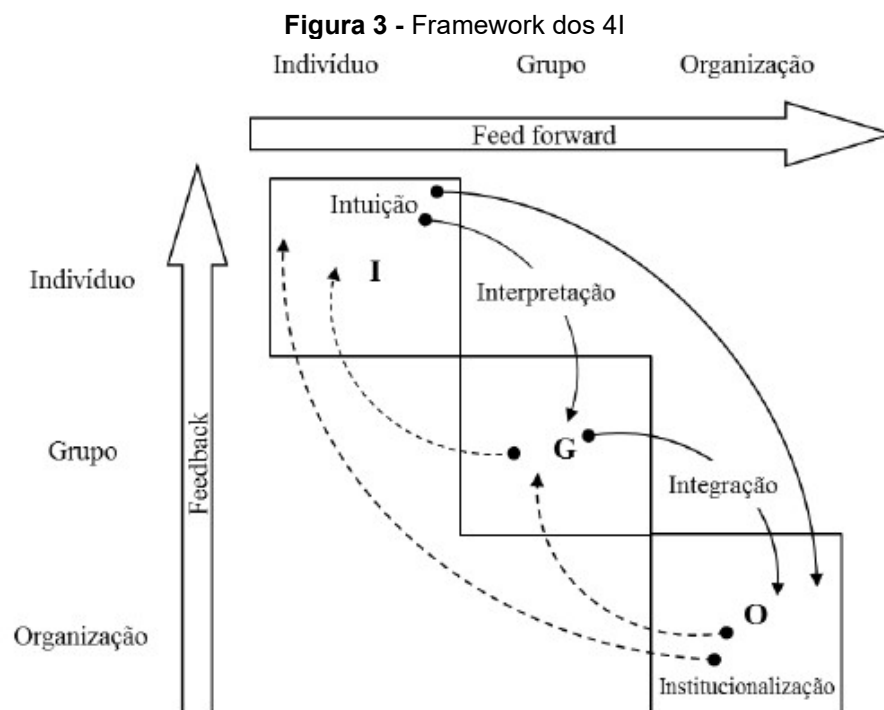 Figura 3 - Framework dos 4I
Indivíduo Grupo Organização
Feed forward
Intuição
Indivíduo
I
Interpretação
Feedback
Grupo
G
Integração
Organização
O
Institucionalização